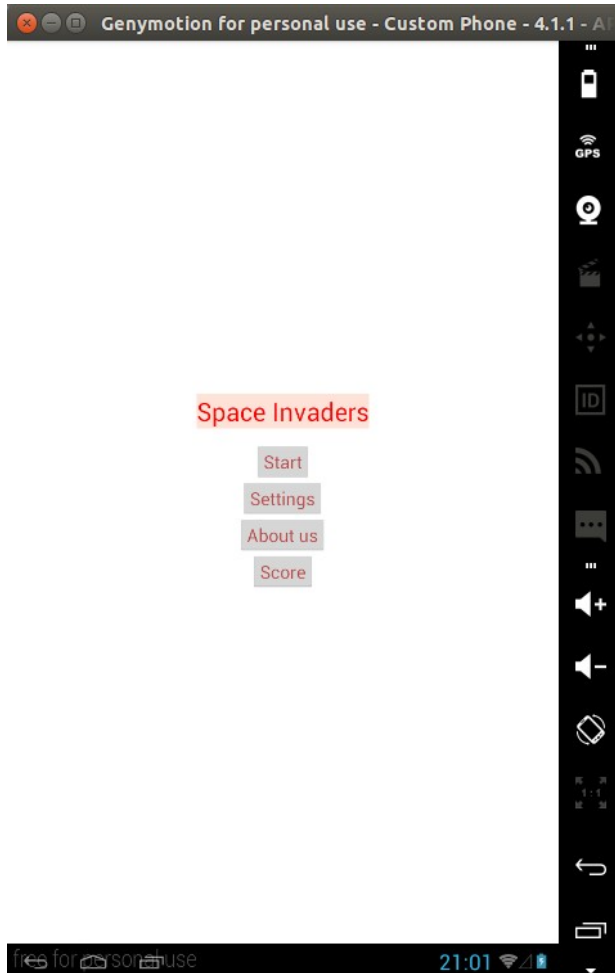 Genymotion for personal use - Custom Phone - 4.1.1 -
GPS
ID
Space Invaders
Start
Settings
About us
Score
1:1
free for personal use
21:01